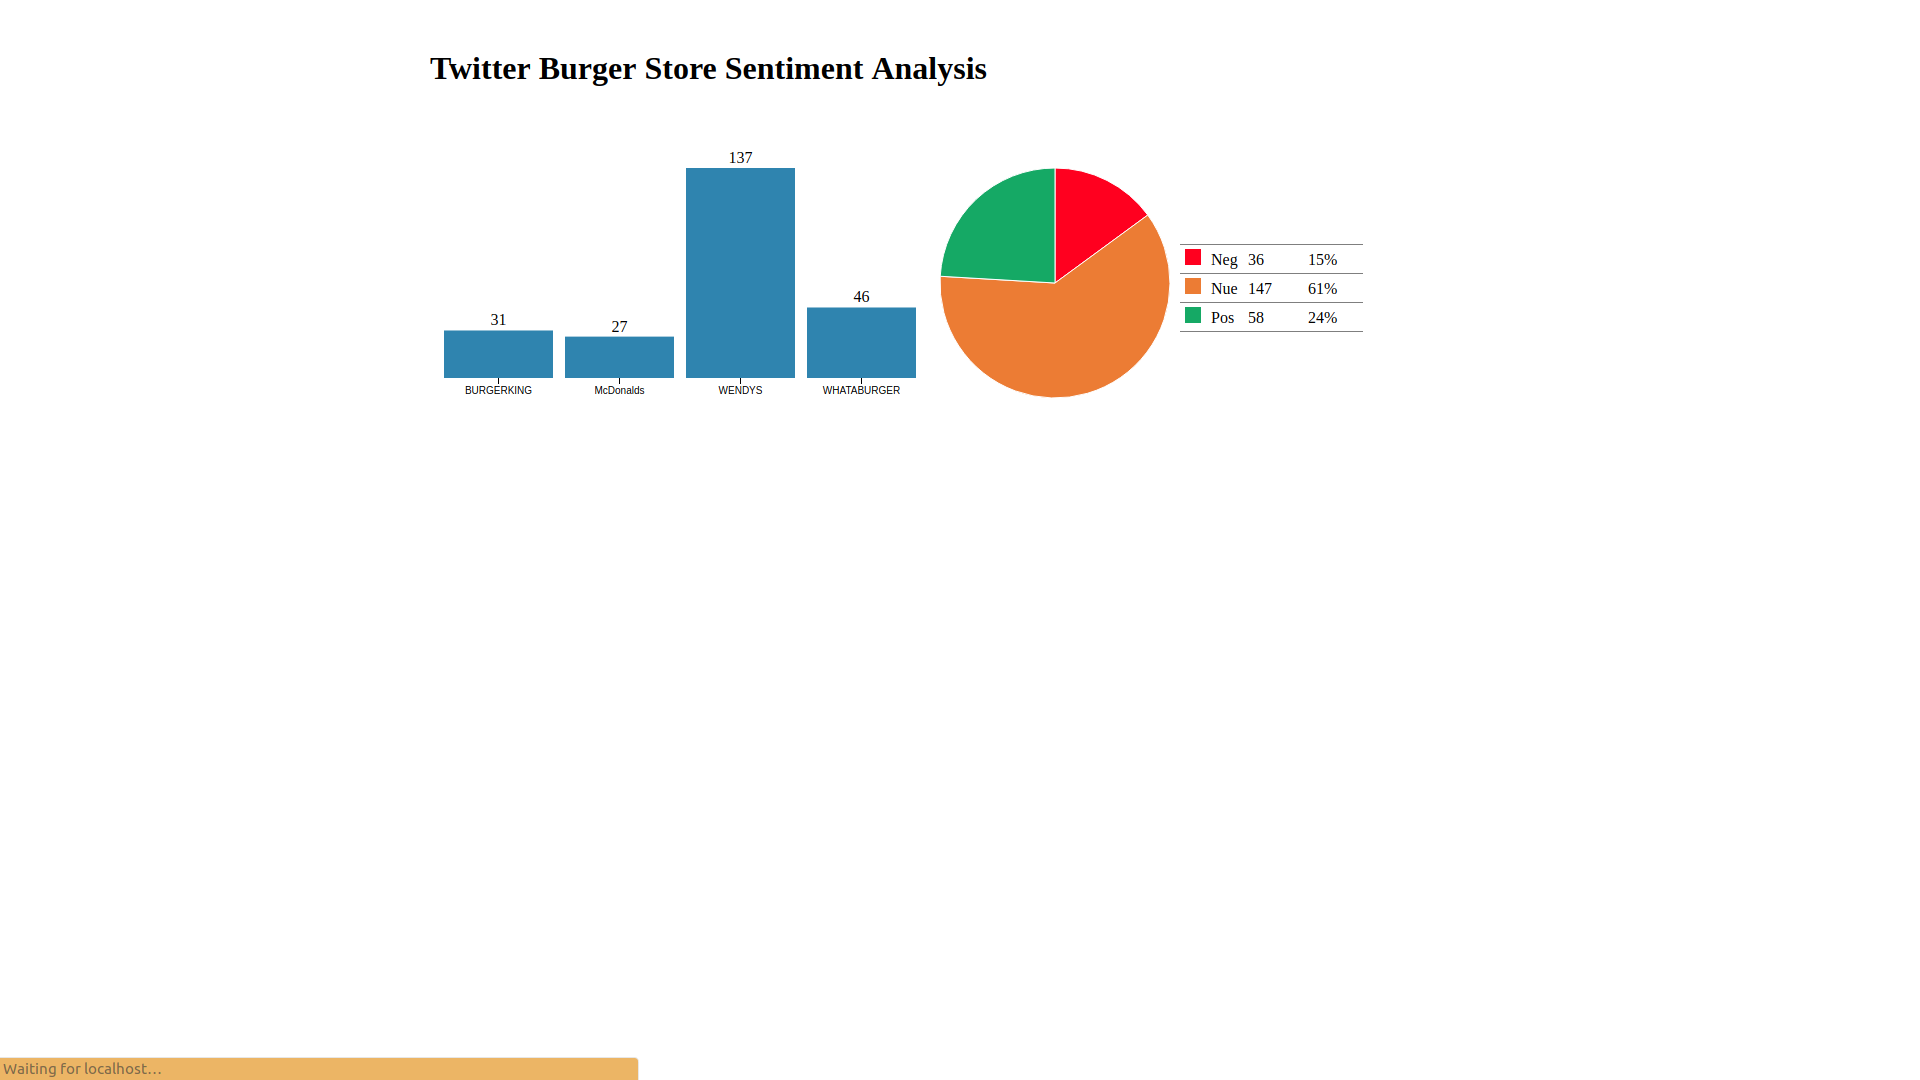 Twitter Burger Store Sentiment Analysis
137
46
31
27
BURGERKING McDonalds WENDYS WHATABURGER
Neg 36 15%
Nue 147 61%
Pos 58 24%
Waiting for localhost...